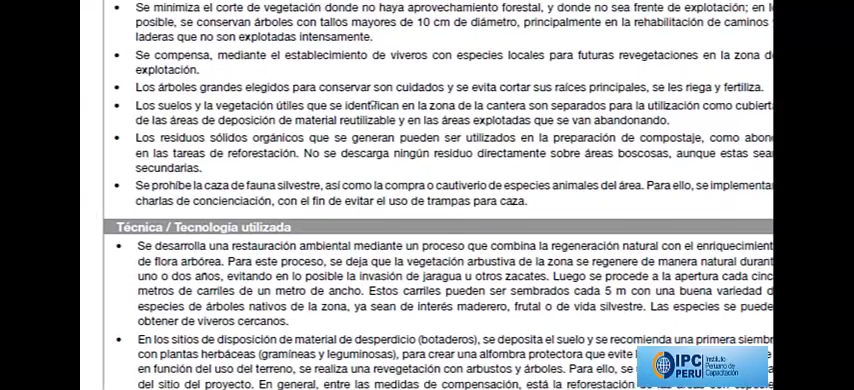 Se minimiza el corte de vegetación donde no haya aprovechamiento forestal, y donde no sea frente de explotación; en l
posible, se conservan árboles con tallos mayores de 10 cm de diámetro, principalmente en la rehabilitación de caminos
laderas que no son explotadas intensamente.
• Se compensa, mediante el establecimiento de viveros con especies locales para futuras revegetaciones en la zona d
explotación.
• Los árboles grandes elegidos para conservar son cuidados y se evita cortar sus raíces principales, se les riega y fertiliza.
• Los suelos y la vegetación útiles que se identifican en la zona de la cantera son separados para la utilización como cubiert
de las áreas de deposición de material reutilizable y en las áreas explotadas que se van abandonando.
• Los residuos sólidos orgánicos que se generan pueden ser utilizados en la preparación de compostaje, como abon
en las tareas de reforestación. No se descarga ningún residuo directamente sobre áreas boscosas, aunque estas sea
secundarias.
• Se prohíbe la caza de fauna silvestre, así como la compra o cautiverio de especies animales del área. Para ello, se implementa
charlas de concienciación, con el fin de evitar el uso de trampas para caza.
Técnica / Tecnología utilizada
• Se desarrolla una restauración ambiental mediante un proceso que combina la regeneración natural con el enriquecimient
de flora arbórea. Para este proceso, se deja que la vegetación arbustiva de la zona se regenere de manera natural durant
uno o dos años, evitando en lo posible la invasión de jaragua u otros zacates. Luego se procede a la apertura cada cinc
metros de carriles de un metro de ancho. Estos carriles pueden ser sembrados cada 5 m con una buena variedad d
especies de árboles nativos de la zona, ya sean de interés maderero, frutal o de vida silvestre. Las especies se puede
obtener de viveros cercanos.
• En los sitios de disposición de material de desperdicio (botaderos), se deposita el suelo y se recomienda una primera siembr
con plantas herbáceas (gramíneas y leguminosas), para crear una alfombra protectora que evite
en función del uso del terreno, se realiza una revegetación con arbustos y árboles. Para ello, se
del sitio del proyecto. En general, entre las medidas de compensación, está la reforestación
IPC PERU Instituto Peruano de Capacitación